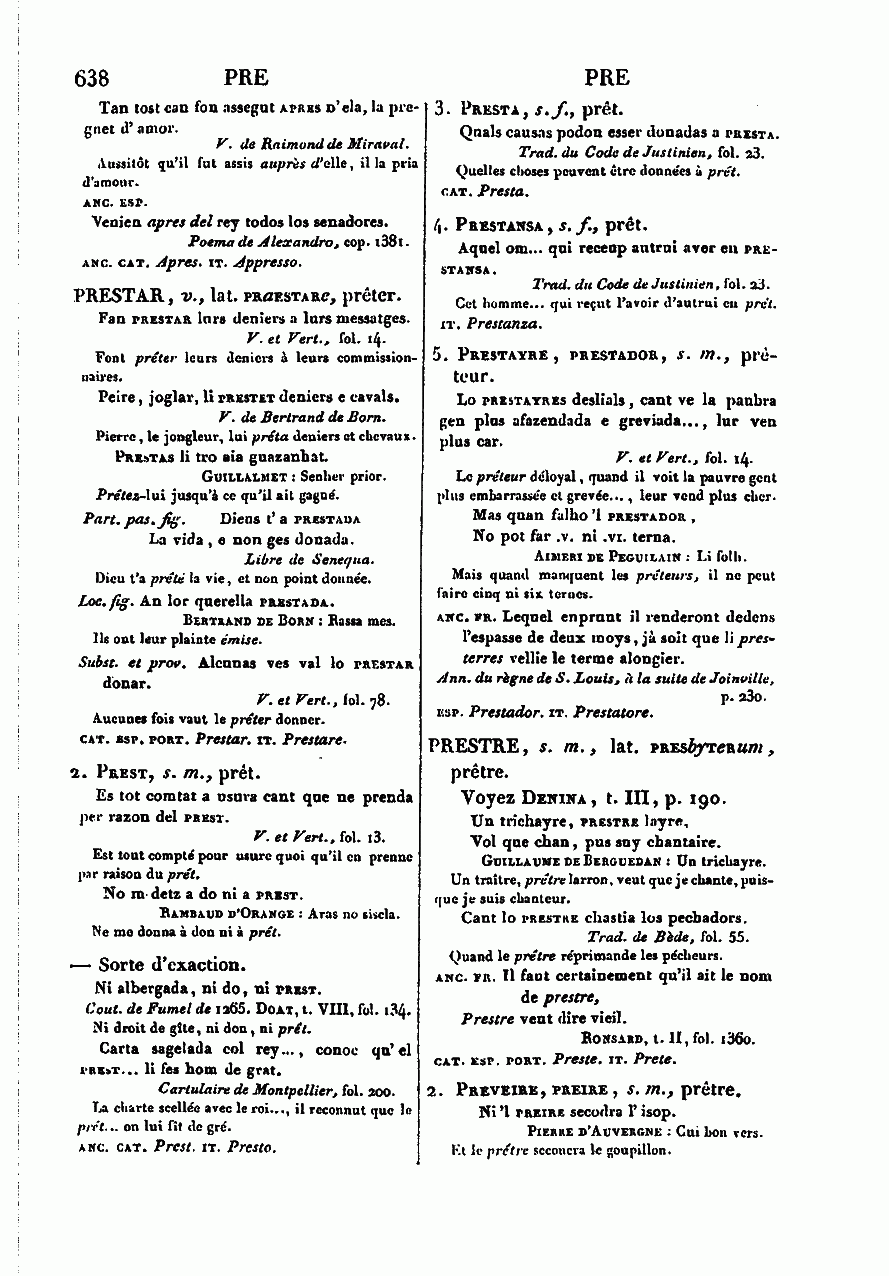 638 PRE PRE
Tan tost can fon assegut APRES D'ela, la pre-
gnet d'amor.
V. de Raimond de Miraval.
Aussitôt qu'il fut assis auprès d'elle, il la pria
d'amour.
ANC. ESP.
Venien apres del rey todos los senadores.
Poema de Alexandro, cop. 1381.
ANC. CAT. Apres. IT. Appresso.
PRESTAR, v., lat. PRaESTARe, prêter.
Fan PRESTAR lurs deniers a lurs messatges.
V. et Vert., fol. 14.
Font prêter leurs deniers à leurs commission-
naires.
Peire, joglar, li PRESTET deniers e cavals.
V. de Bertrand de Born.
Pierre, le jongleur, lui prêta deniers et chevaux.
PRESTAS li tro aia guazanhat.
GUILLALMET : Senher prior.
Prêtez-lui jusqu'à ce qu'il ait gagné.
Part. pas. fig. Diens t'a PRESTADA
La vida, e non ges donada.
Libre de Senequa.
Dieu t'a prêté la vie, et non point donnée.
Loc. fig. An lor querella PRESTADA.
BERTRAND DE BORN : Rassa mes.
Ils ont leur plainte émise.
Subst. et prov. Alcunas ves val lo PRESTAR
donar.
V. et Vert., fol. 78.
Aucunes fois vaut le prêter donner.
CAT. ESP. PORT. Prestar. IT. Prestare.
2. PREST, s. m., prêt.
Es tot comtat a usura cant que ne prenda
per razon del PREST.
V. et Vert., fol. 13.
Est tout compté pour usure quoi qu'il en prenne
par raison du prêt.
No m detz a do ni a PREST.
RAMBAUD D'ORANGE : Aras no siscla.
Ne me donna à don ni à prêt.
— Sorte d'exaction.
Ni albergada, ni do, ni PREST.
Cout. de Fumel de 1265. DOAT, t. VIII, fol. 134.
Ni droit de gîte, ni don, ni prêt.
Carta sagelada col rey..., conoc qu'el
PREST... li fes hom de grat.
Cartulaire de Montpellier, fol. 200.
La charte scellée avec le roi..., il reconnut que le
prêt... on lui fit de gré.
ANC. CAT. Prest. IT. Presto.
3. PRESTA, s. f., prêt.
Quals causas podon esser dunadas a PRESTA.
Trad. du Code de Justinien, fol. 23.
Quelles choses peuvent être données à prêt.
CAT. Presta.
4. PRESTANSA, s. f., prêt.
Aquel om... qui receup autrui aver en PRE-
STANSA.
Trad. du Code de Justinien, fol. 23.
Cet homme... qui reçut l'avoir d'autrui en prêt.
IT. Prestanza.
5. PRESTAYRE, PRESTADOR, s. m., prê-
teur.
Lo PRESTAYRES deslials, cant ve la paubra
gen plus afazendada e greviada..., lur ven
plus car.
V. et Vert., fol. 14.
Le prêteur déloyal, quand il voit la pauvre gent
plus embarrassée et grevée..., leur vend plus cher.
Mas quan falho'l PRESTADOR,
No pot far .v. ni .VI. terna.
AIMERI DE PEGUILAIN : Li folh.
Mais quand manquent les prêteurs, il ne peut
faire cinq ni six ternes.
ANC. FR. Lequel enprunt il renderont dedens
l'espasse de deux moys, jà soit que li pres-
terres vellie le terme alongier.
Ann. du règne de S. Louis, à la suite de Joinville,
p. 230.
ESP. Prestador. IT. Prestatore.
PRESTRE, s. m., lat. PRESbyTERum,
prêtre.
Voyez DENINA, t. III, p. 190.
Un trichayre, PRESTRE layre,
Vol que chan, pus suy chantaire.
GUILLAUME DE BERGUEDAN : Un trichayre.
Un traître, prêtre larron, veut que je chante, puis-
que je suis chanteur.
Cant lo PRESTRE chastia los pechadors.
Trad. de Bède, fol. 55.
Quand le prêtre réprimande les pécheurs.
ANC. FR. Il faut certainement qu'il ait le nom
de prestre,
Prestre veut dire vieil.
RONSARD, t. II, fol. 1360.
CAT. ESP. PORT. Preste. IT. Prete.
2. PREVEIRE, PREIRE, s. m., prêtre.
Ni'l PREIRE secodra l'isop.
PIERRE D'AUVERGNE : Cui bon vers.
Et le prêtre secouera le goupillon.